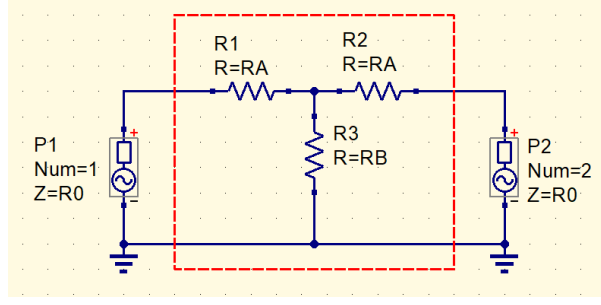 R1
R=RA
R2
R=RA
R3
R=RB
P1
Num=1
Z=R0
+
-
P2
Num=2
Z=R0
+
-